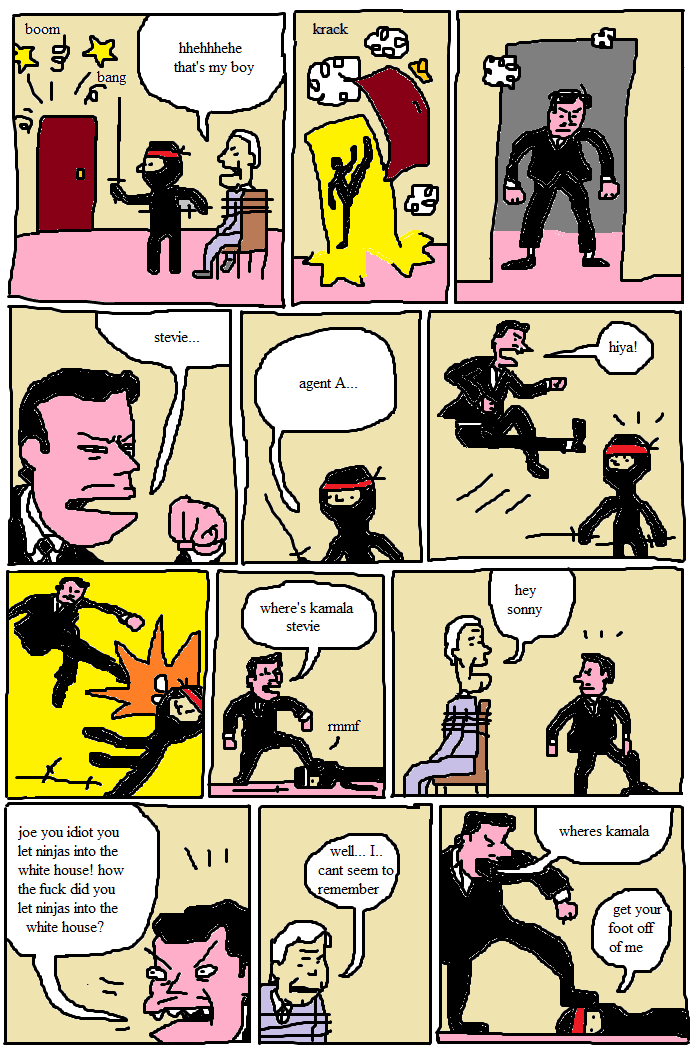 boom
bang
hhehhhehe
that's my boy
krack
stevie...
agent A...
hiya!
where's kamala
stevie
rmmf
hey
sonny
joe you idiot you
let ninjas into the
white house! how
the fuck did you
let ninjas into the
white house?
well... I..
cant seem to
remember
wheres kamala
get your
foot off
of me